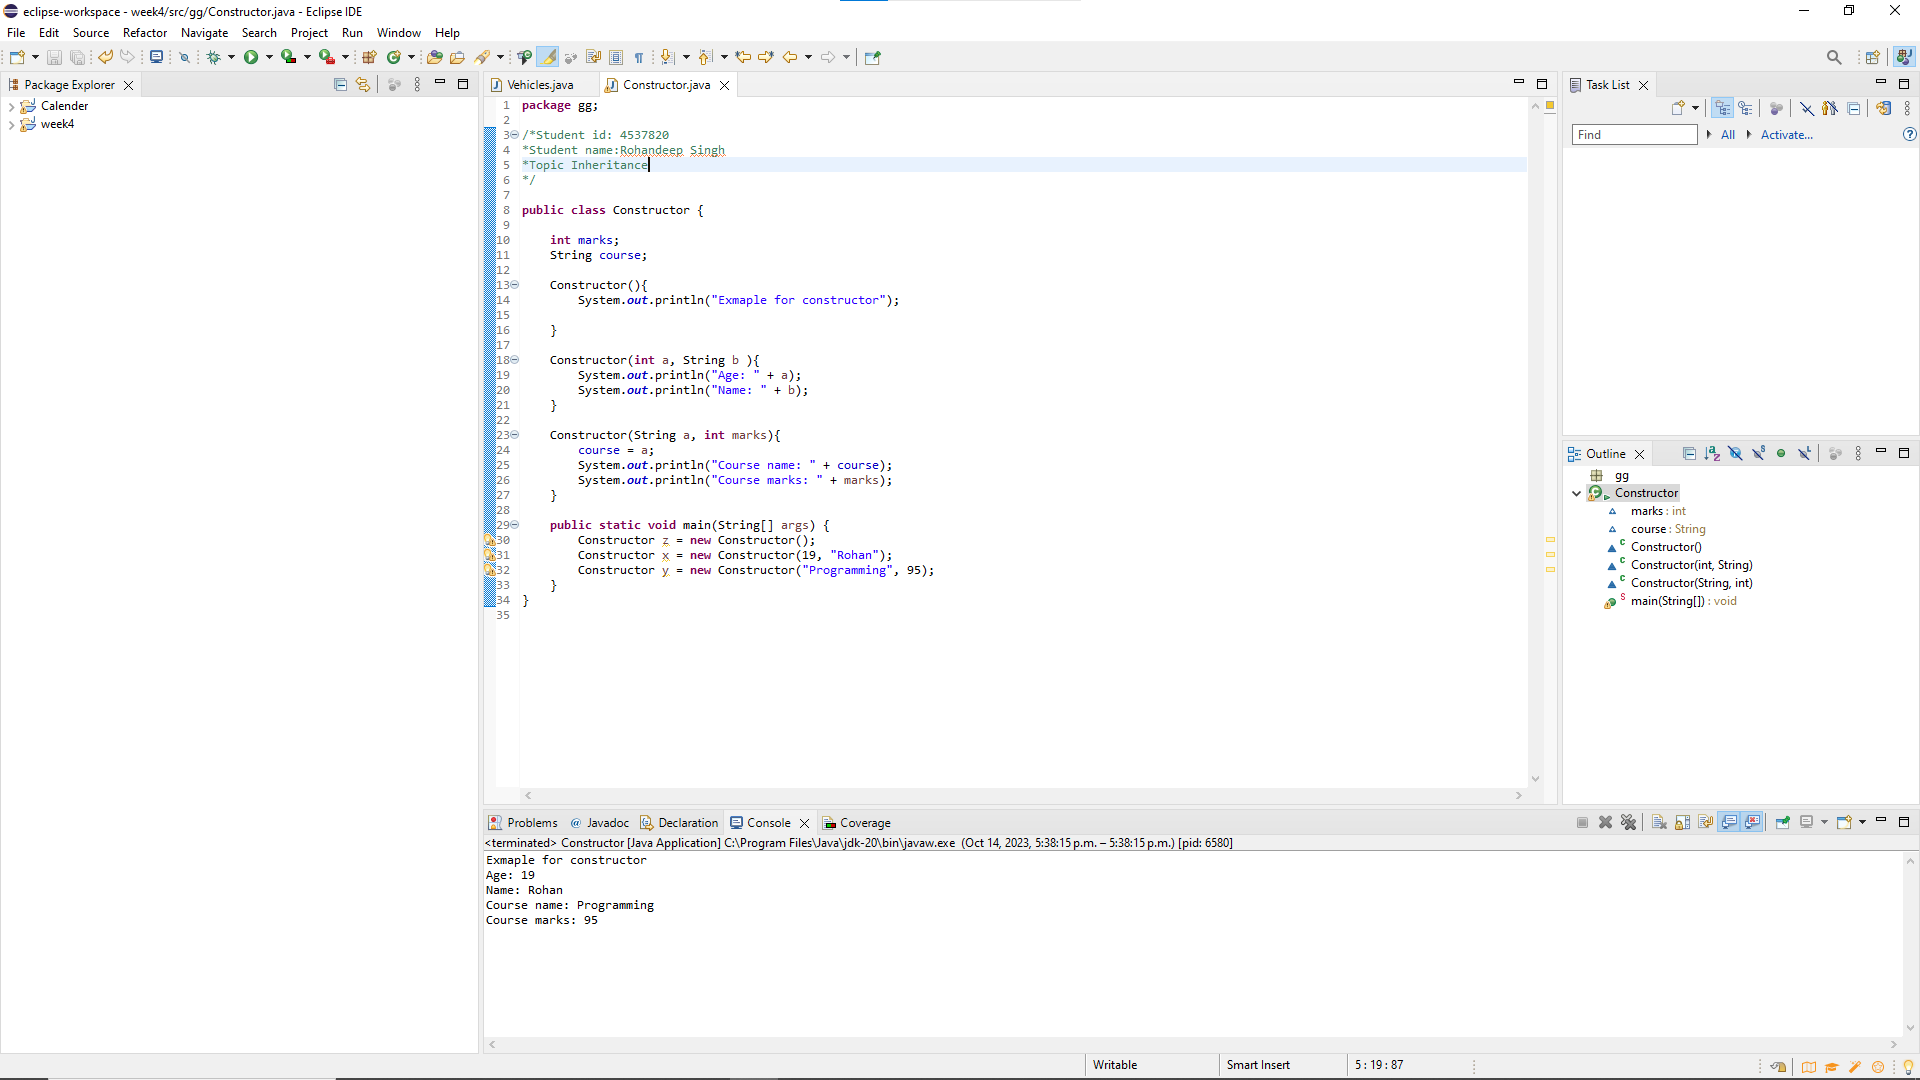 eclipse-workspace - week4/src/gg/Constructor.java - Eclipse IDE
File Edit Source Refactor Navigate Search Project Run Window Help
Package Explorer
Calender
week4
Vehicles.java Constructor.java
1 package gg;
2
3 /*Student id: 4537820
4 *Student name:Rohandeep Singh
5 *Topic Inheritance
6 */
7
8 public class Constructor {
9
10 int marks;
11 String course;
12
13 Constructor(){
14 System.out.println("Exmaple for constructor");
15
16 }
17
18 Constructor(int a, String b ){
19 System.out.println("Age: " + a);
20 System.out.println("Name: " + b);
21 }
22
23 Constructor(String a, int marks){
24 course = a;
25 System.out.println("Course name: " + course);
26 System.out.println("Course marks: " + marks);
27 }
28
29 public static void main(String[] args) {
30 Constructor z = new Constructor();
31 Constructor x = new Constructor(19, "Rohan");
32 Constructor y = new Constructor("Programming", 95);
33 }
34 }
35
Task List
Find All Activate...
Outline
gg
Constructor
marks : int
course : String
Constructor()
Constructor(int, String)
Constructor(String, int)
main(String[]) : void
Problems @ Javadoc Declaration Console Coverage
<terminated> Constructor [Java Application] C:\Program Files\Java\jdk-20\bin\javaw.exe (Oct 14, 2023, 5:38:15 p.m. – 5:38:15 p.m.) [pid: 6580]
Exmaple for constructor
Age: 19
Name: Rohan
Course name: Programming
Course marks: 95
Writable Smart Insert 5 : 19 : 87